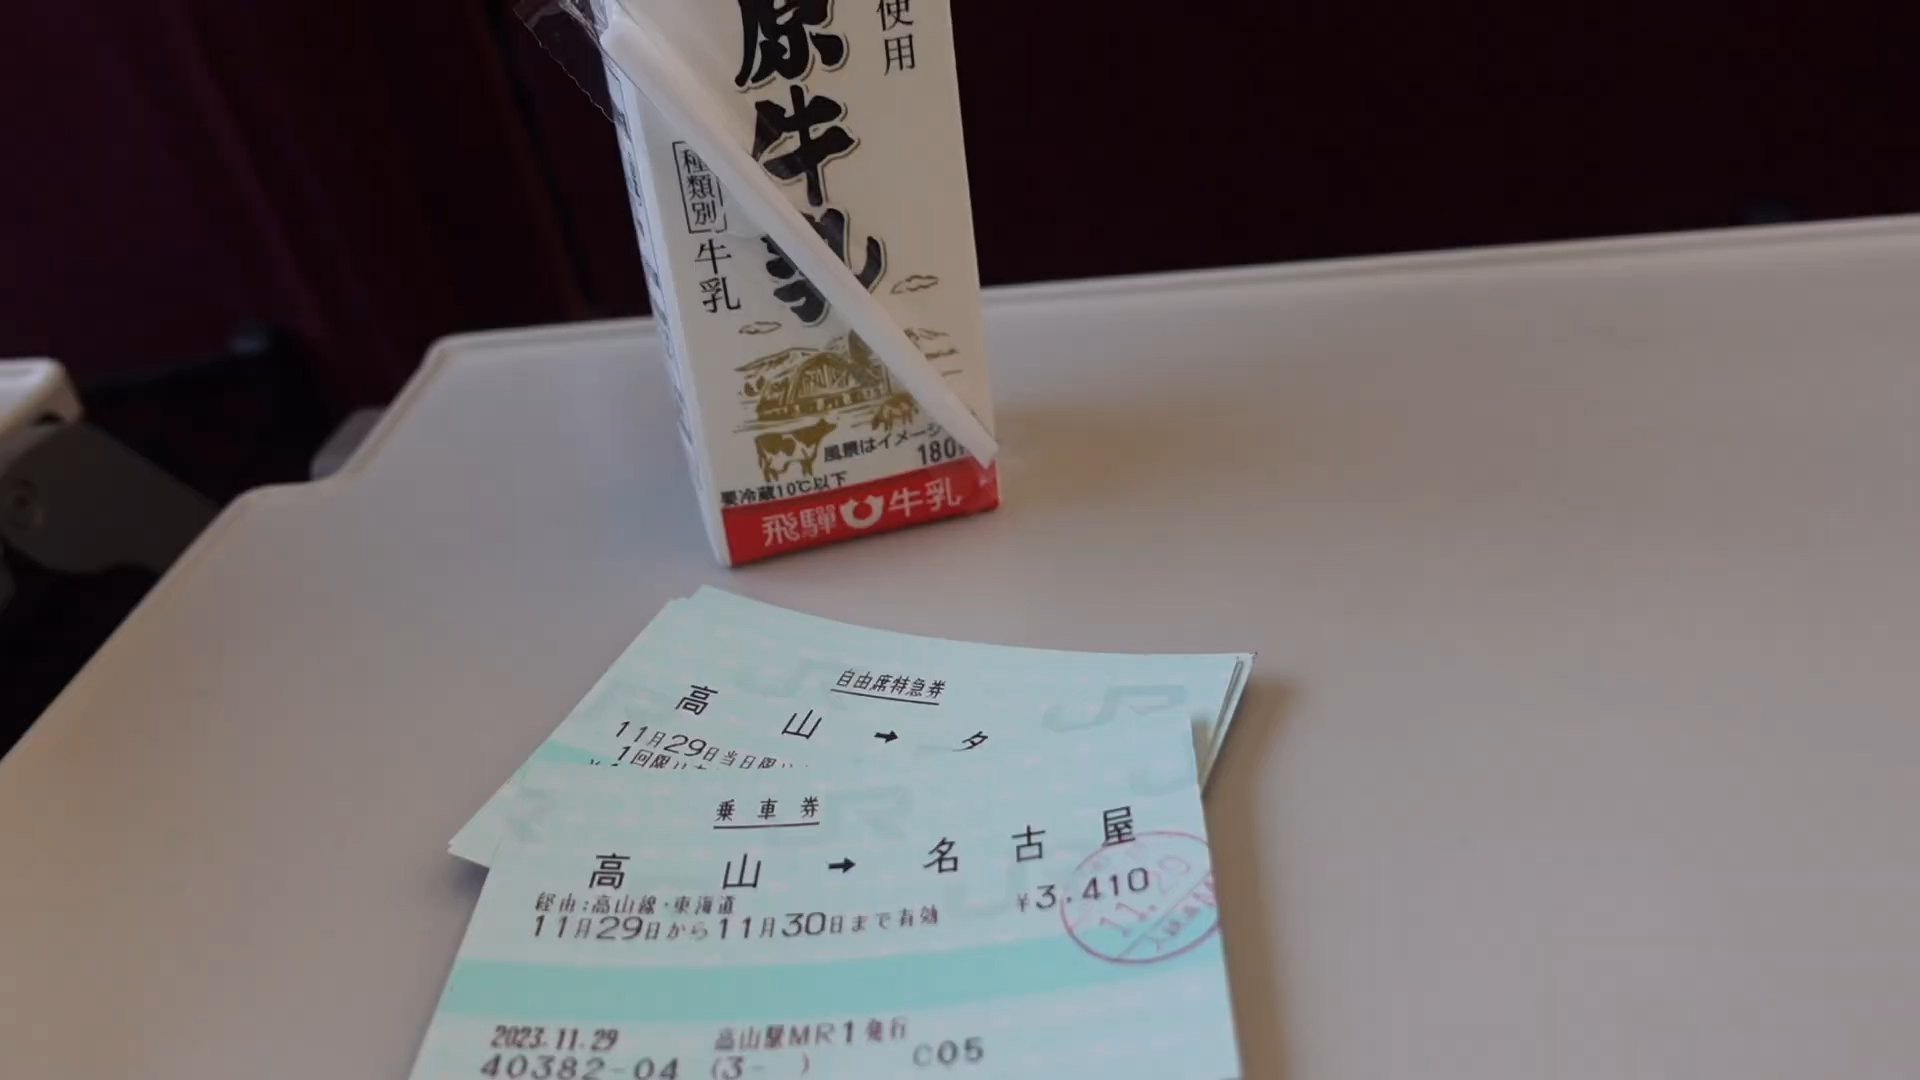 使用
原牛乳
種類別
牛乳
風景はイメージ
180
要冷蔵10℃以下
飛騨牛乳
自由席特急券
高 山 → 
11月29日当日限り
1回限り
乗 車 券
高 山 → 名 古 屋
経由:高山線・東海道
¥3,410
11月29日から11月30日まで有効
2023.11.29 高山駅MR1発行
40382-04 (3- ) C05